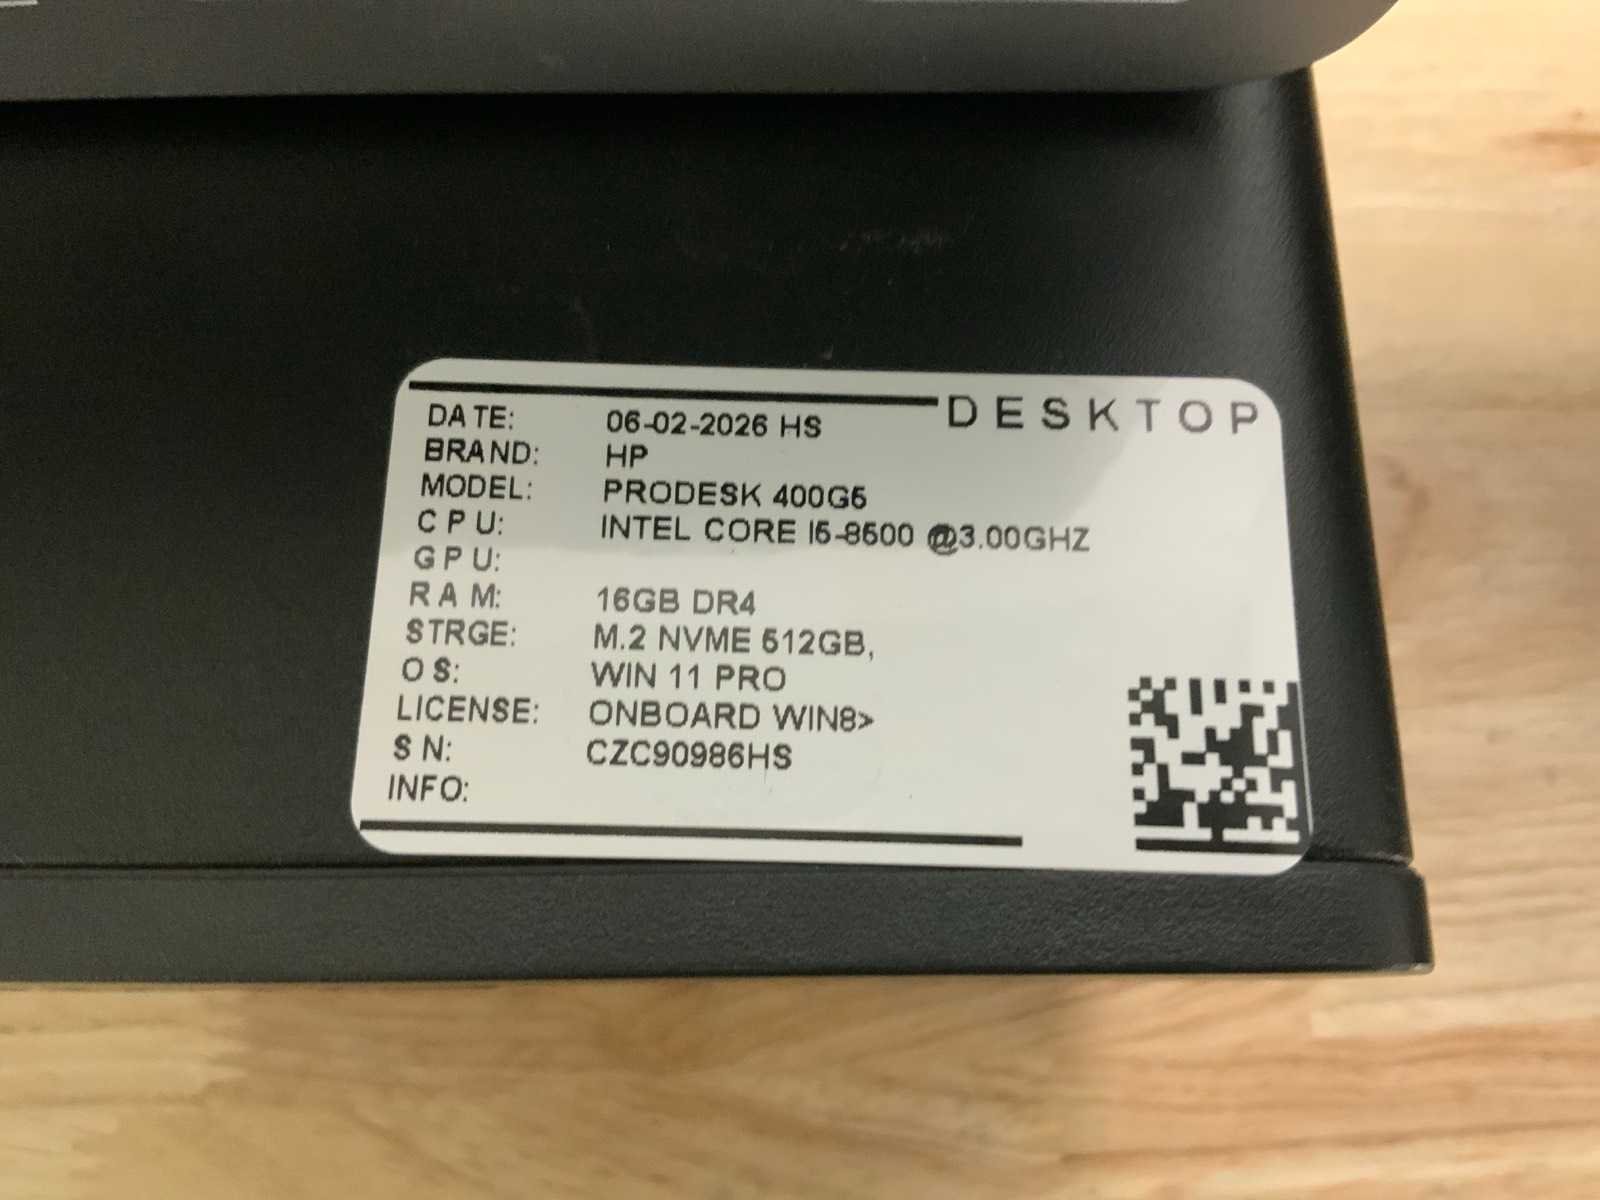 DESKTOP
DATE: 06-02-2026 HS
BRAND: HP
MODEL: PRODESK 400G5
CPU: INTEL CORE I5-8500 @3.00GHZ
GPU:
RAM: 16GB DR4
STRGE: M.2 NVME 512GB,
OS: WIN 11 PRO
LICENSE: ONBOARD WIN8>
SN: CZC90986HS
INFO: